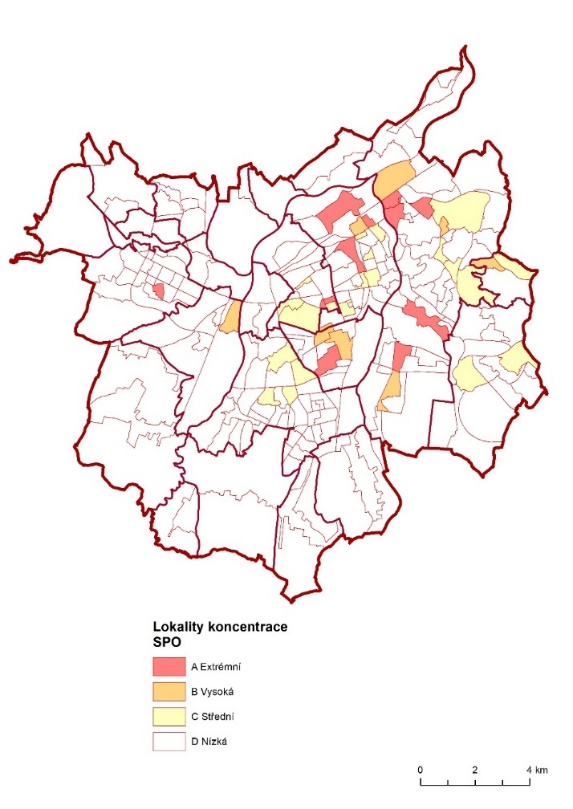 Lokality koncentrace
SPO
A Extrémní
B Vysoká
C Střední
D Nízká
0 2 4 km